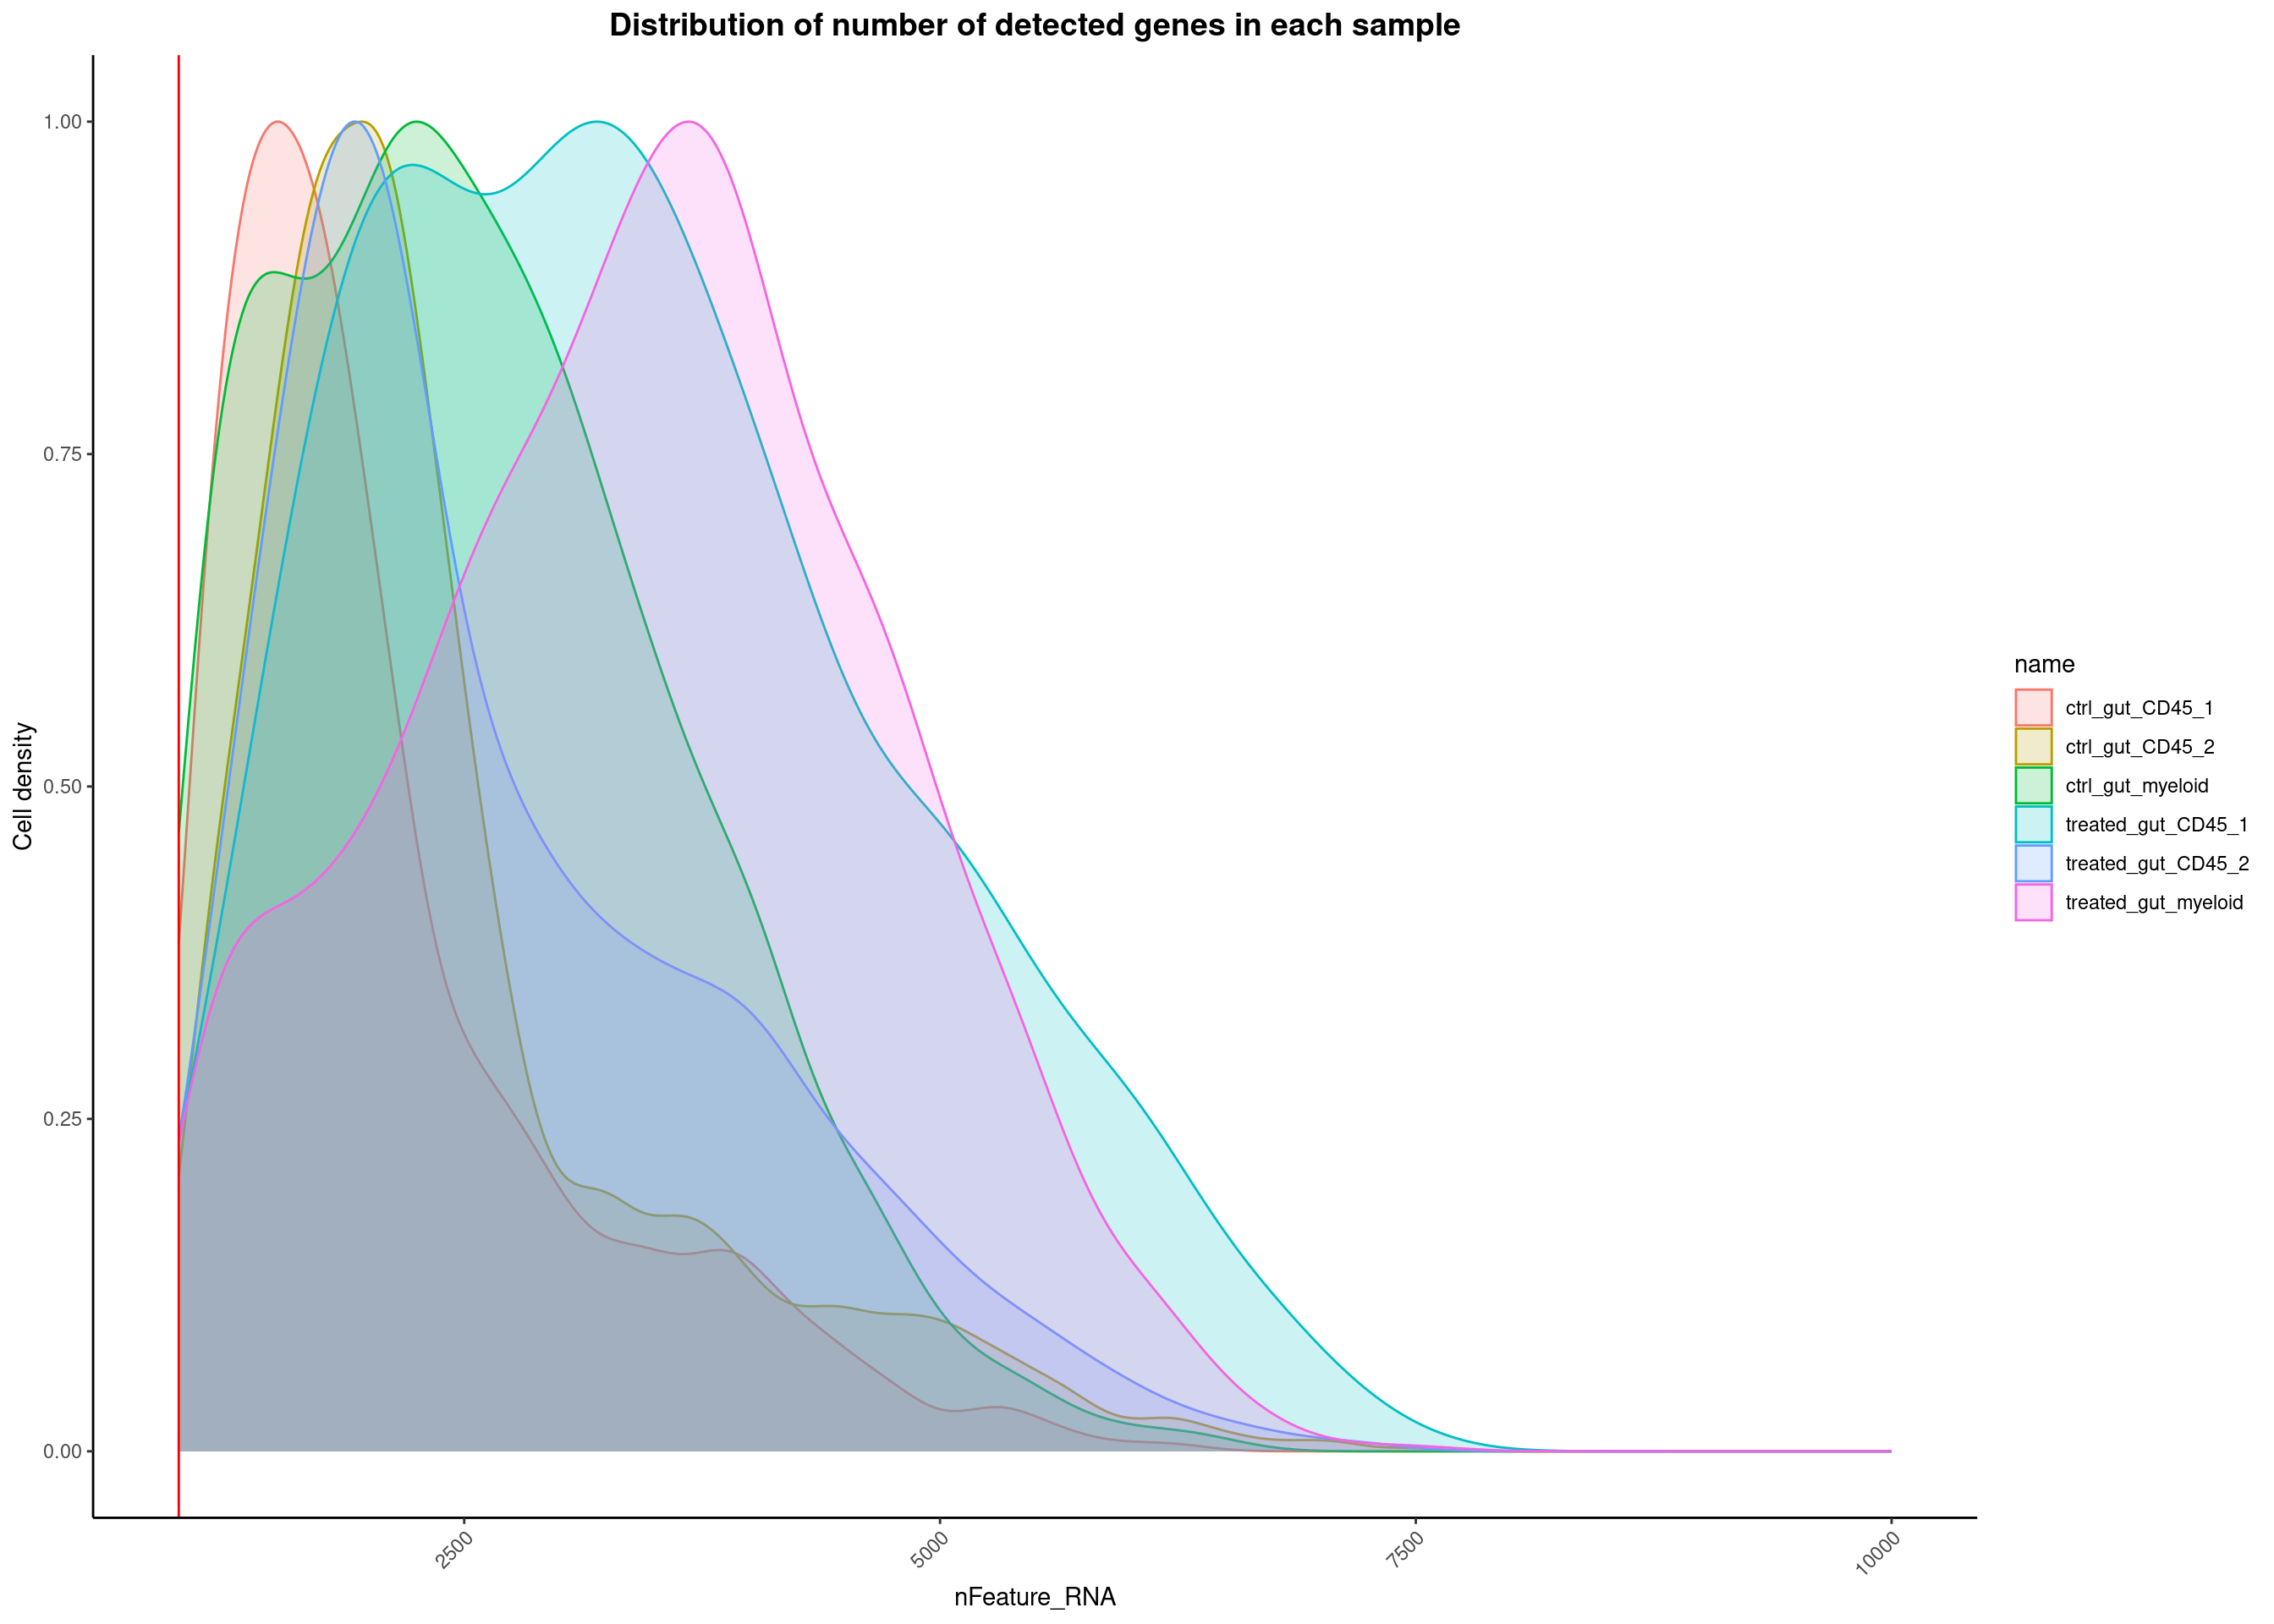 Distribution of number of detected genes in each sample
Cell density
1.00
0.75
0.50
0.25
0.00
2500
5000
7500
10000
nFeature_RNA
name
ctrl_gut_CD45_1
ctrl_gut_CD45_2
ctrl_gut_myeloid
treated_gut_CD45_1
treated_gut_CD45_2
treated_gut_myeloid